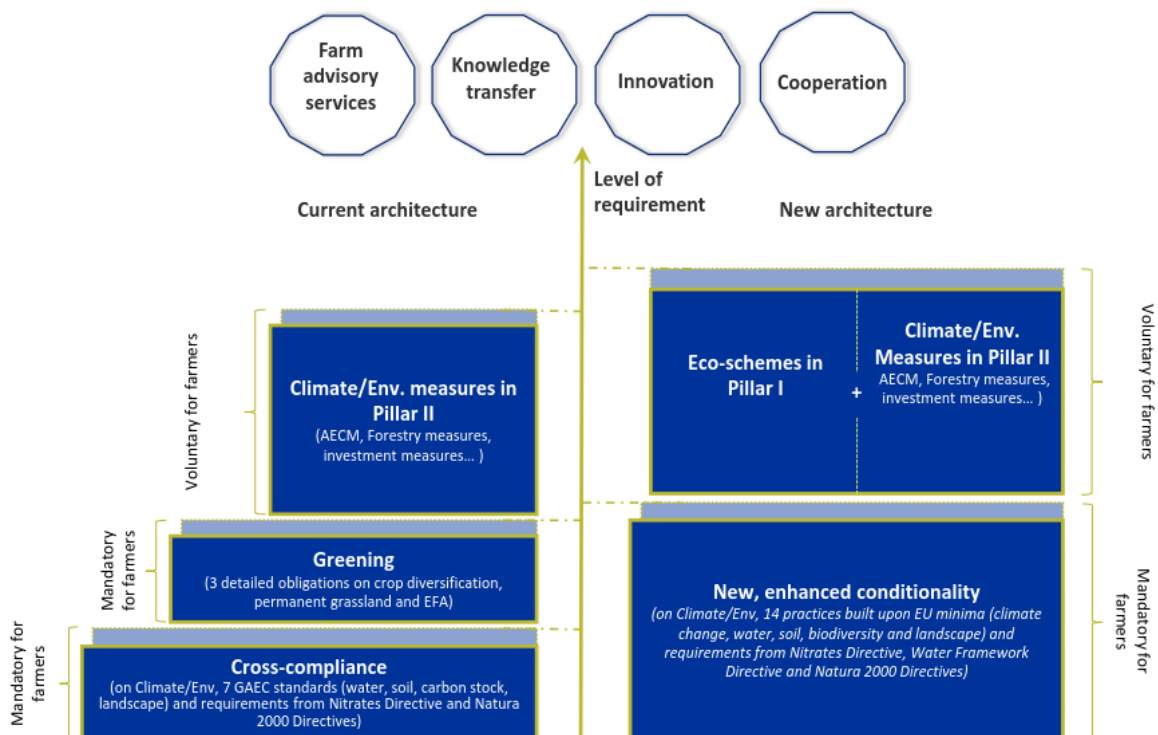 Farm
advisory
services
Knowledge
transfer
Innovation
Cooperation
Level of
requirement
Current architecture
New architecture
Voluntary for farmers
Climate/Env. measures in
Pillar II
(AECM, Forestry measures,
investment measures... )
Mandatory
for farmers
Greening
(3 detailed obligations on crop diversification,
permanent grassland and EFA)
Mandatory for
farmers
Cross-compliance
(on Climate/Env, 7 GAEC standards (water, soil, carbon stock,
landscape) and requirements from Nitrates Directive and Natura
2000 Directives)
Eco-schemes in
Pillar I
+
Climate/Env.
Measures in Pillar II
AECM, Forestry measures,
investment measures... )
Voluntary for farmers
New, enhanced conditionality
(on Climate/Env, 14 practices built upon EU minima (climate
change, water, soil, biodiversity and landscape) and
requirements from Nitrates Directive, Water Framework
Directive and Natura 2000 Directives)
Mandatory for
farmers